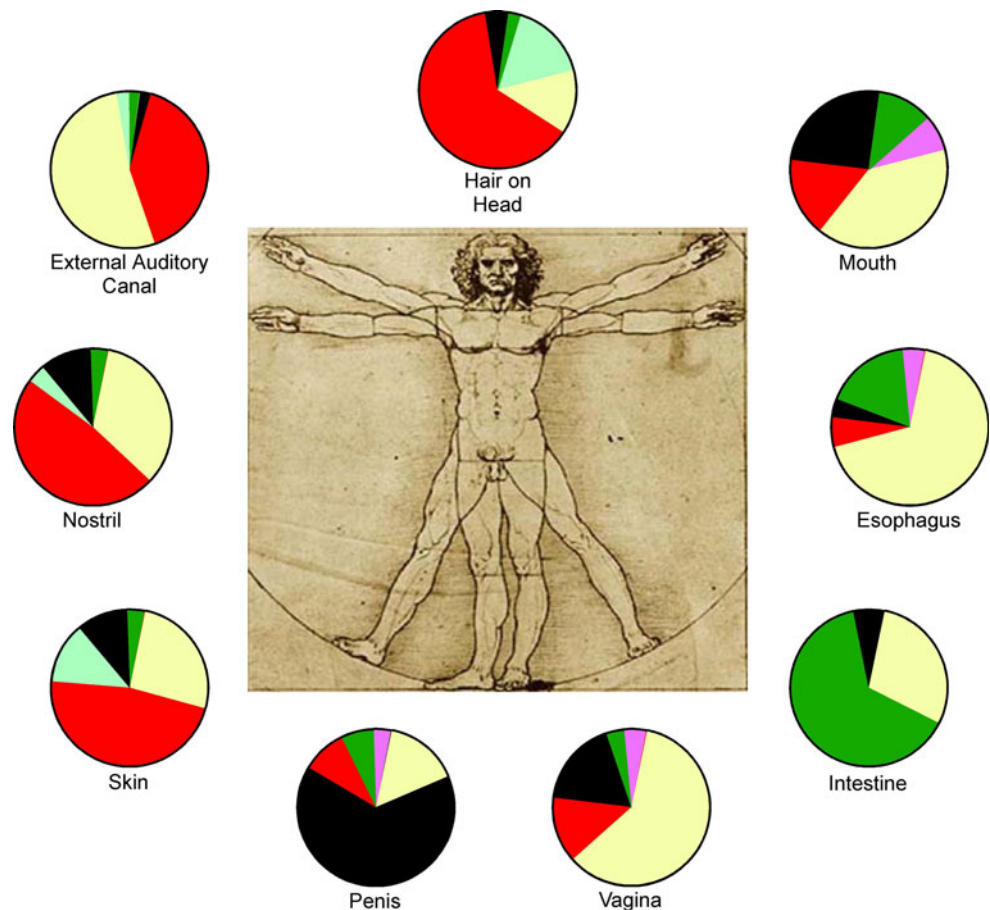 Hair on
Head
Mouth
Esophagus
Intestine
Vagina
Penis
Skin
Nostril
External Auditory
Canal